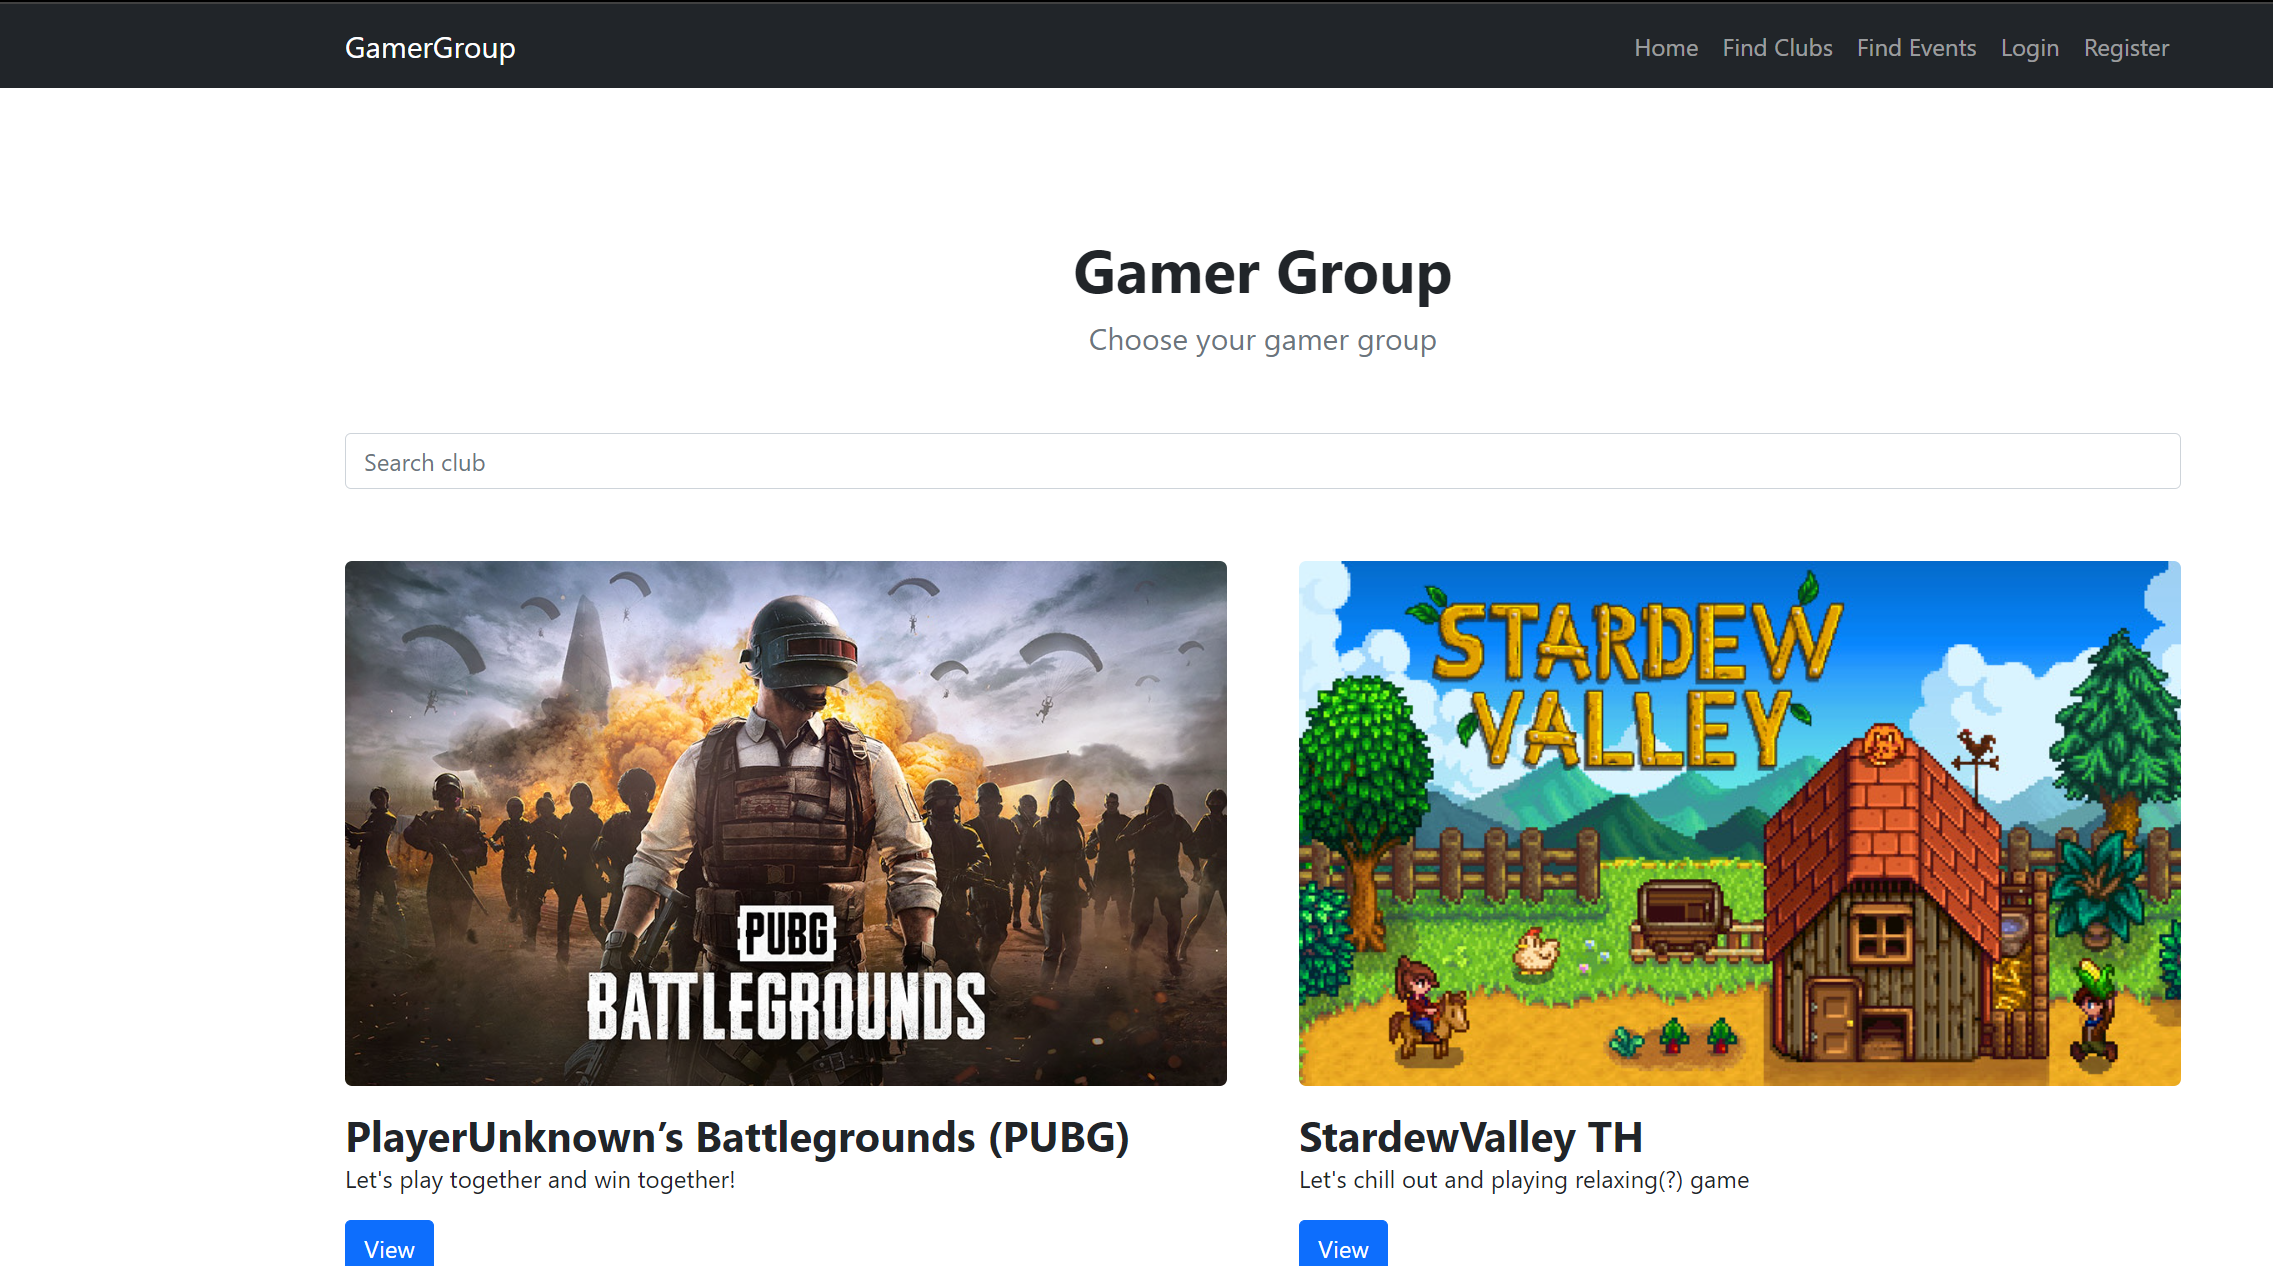 GamerGroup
Home Find Clubs Find Events Login Register
Gamer Group
Choose your gamer group
Search club
PUBG
BATTLEGROUNDS
STARDEW
VALLEY
PlayerUnknown’s Battlegrounds (PUBG)
Let's play together and win together!
View
StardewValley TH
Let's chill out and playing relaxing(?) game
View